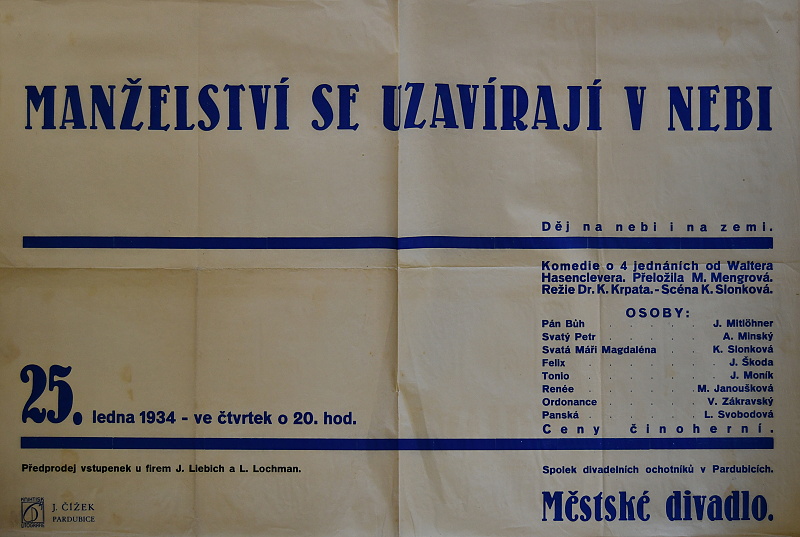 MANŽELSTVÍ SE UZAVÍRAJÍ V NEBI
Děj na nebi i na zemi.
Komedie o 4 jednáních od Waltera
Hasenclevera. Přeložila M. Mengrová.
Režie Dr. K. Krpata. - Scéna K. Slonková.
OSOBY:
Pán Bůh . . . . . J. Mitlöhner
Svatý Petr . . . . . A. Minský
Svatá Máří Magdaléna . . . K. Slonková
Felix . . . . . J. Škoda
Tonio . . . . . J. Moník
Renée . . . . . M. Janoušková
Ordonance . . . . . V. Zákravský
Panská . . . . . L. Svobodová
Ceny činoherní.
25. ledna 1934 - ve čtvrtek o 20. hod.
Předprodej vstupenek u firem J. Liebich a L. Lochman.
Spolek divadelních ochotníků v Pardubicích.
Městské divadlo.
J. ČÍŽEK
PARDUBICE